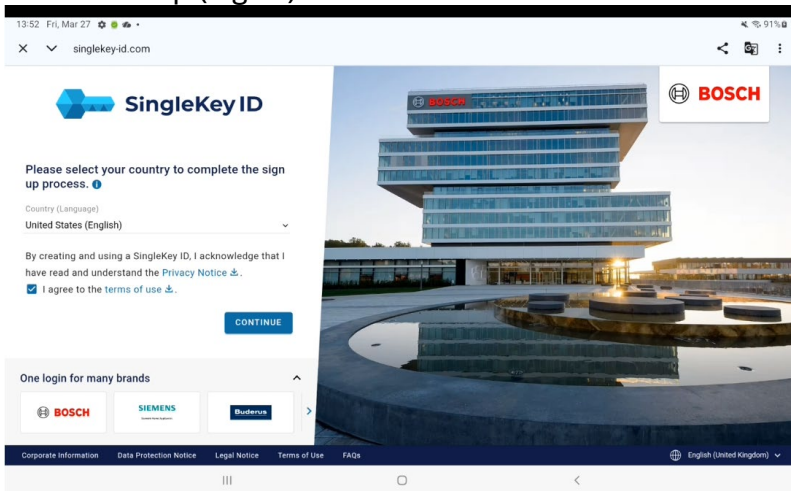 13:52 Fri, Mar 27
91%
singlekey-id.com
SingleKey ID
BOSCH
BOSCH
Please select your country to complete the sign
up process.
Country (Language)
United States (English)
By creating and using a SingleKey ID, I acknowledge that I
have read and understand the Privacy Notice.
I agree to the terms of use.
CONTINUE
One login for many brands
BOSCH
SIEMENS
Buderus
Corporate Information Data Protection Notice Legal Notice Terms of Use FAQs
English (United Kingdom)